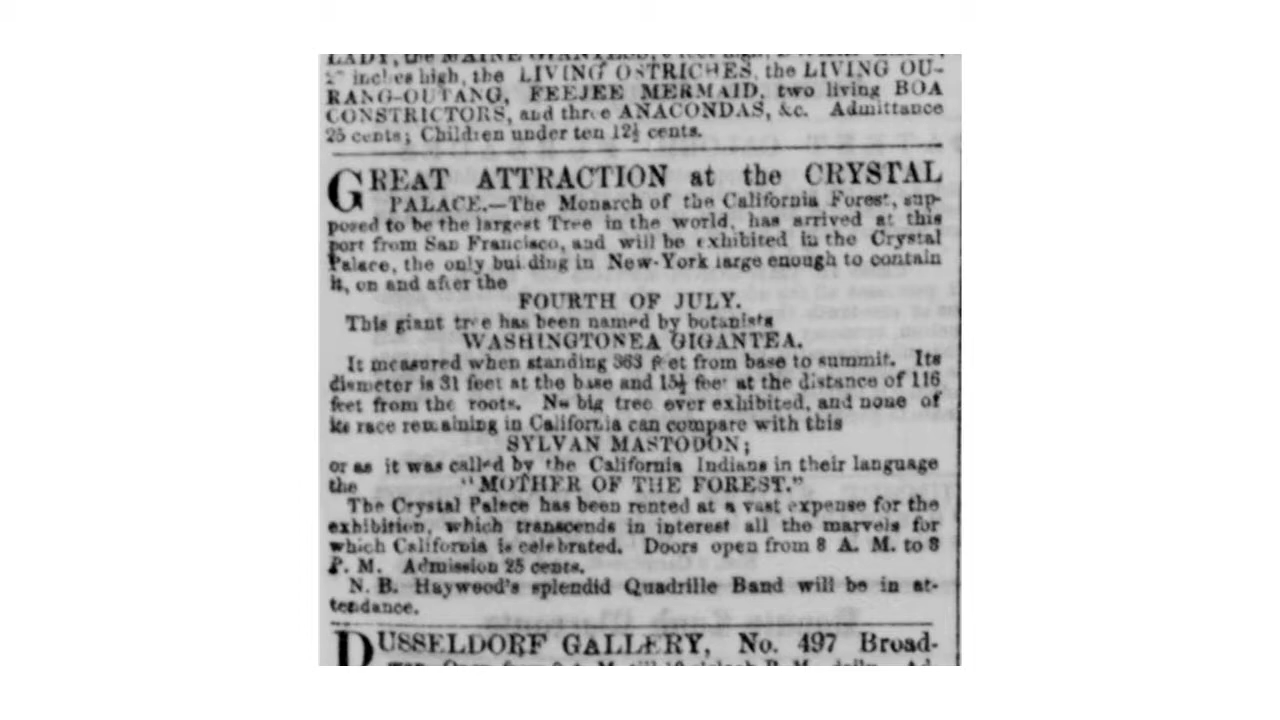 LADY, the MAINE GIANTESS,
inches high, the LIVING OSTRICHES, the LIVING OU-
RANG-OUTANG, FEEJEE MERMAID, two living BOA
CONSTRICTORS, and three ANACONDAS, &c. Admittance
25 cents; Children under ten 12½ cents.
GREAT ATTRACTION at the CRYSTAL
PALACE.—The Monarch of the California Forest, sup-
posed to be the largest Tree in the world, has arrived at this
port from San Francisco, and will be exhibited in the Crystal
Palace, the only building in New-York large enough to contain
it, on and after the
FOURTH OF JULY.
This giant tree has been named by botanists
WASHINGTONEA GIGANTEA.
It measured when standing 363 feet from base to summit. Its
diameter is 31 feet at the base and 15½ feet at the distance of 116
feet from the roots. No big tree ever exhibited, and none of
its race remaining in California can compare with this
SYLVAN MASTODON;
or as it was called by the California Indians in their language
the "MOTHER OF THE FOREST."
The Crystal Palace has been rented at a vast expense for the
exhibition, which transcends in interest all the marvels for
which California is celebrated. Doors open from 8 A. M. to 8
P. M. Admission 25 cents.
N. B. Haywood's splendid Quadrille Band will be in at-
tendance.
DUSSELDORF GALLERY, No. 497 Broad-